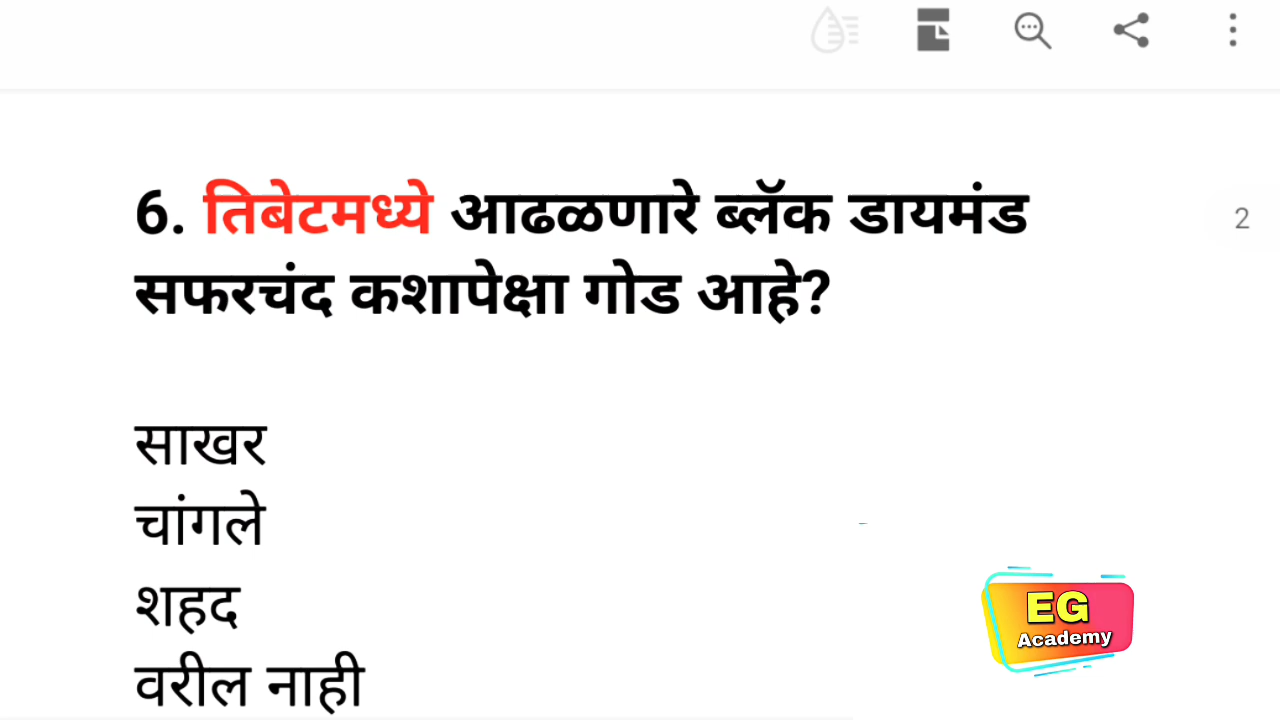 2
6. तिबेटमध्ये आढळणारे ब्लॅक डायमंड
सफरचंद कशापेक्षा गोड आहे?
साखर
चांगले
शहद
वरील नाही
EG
Academy